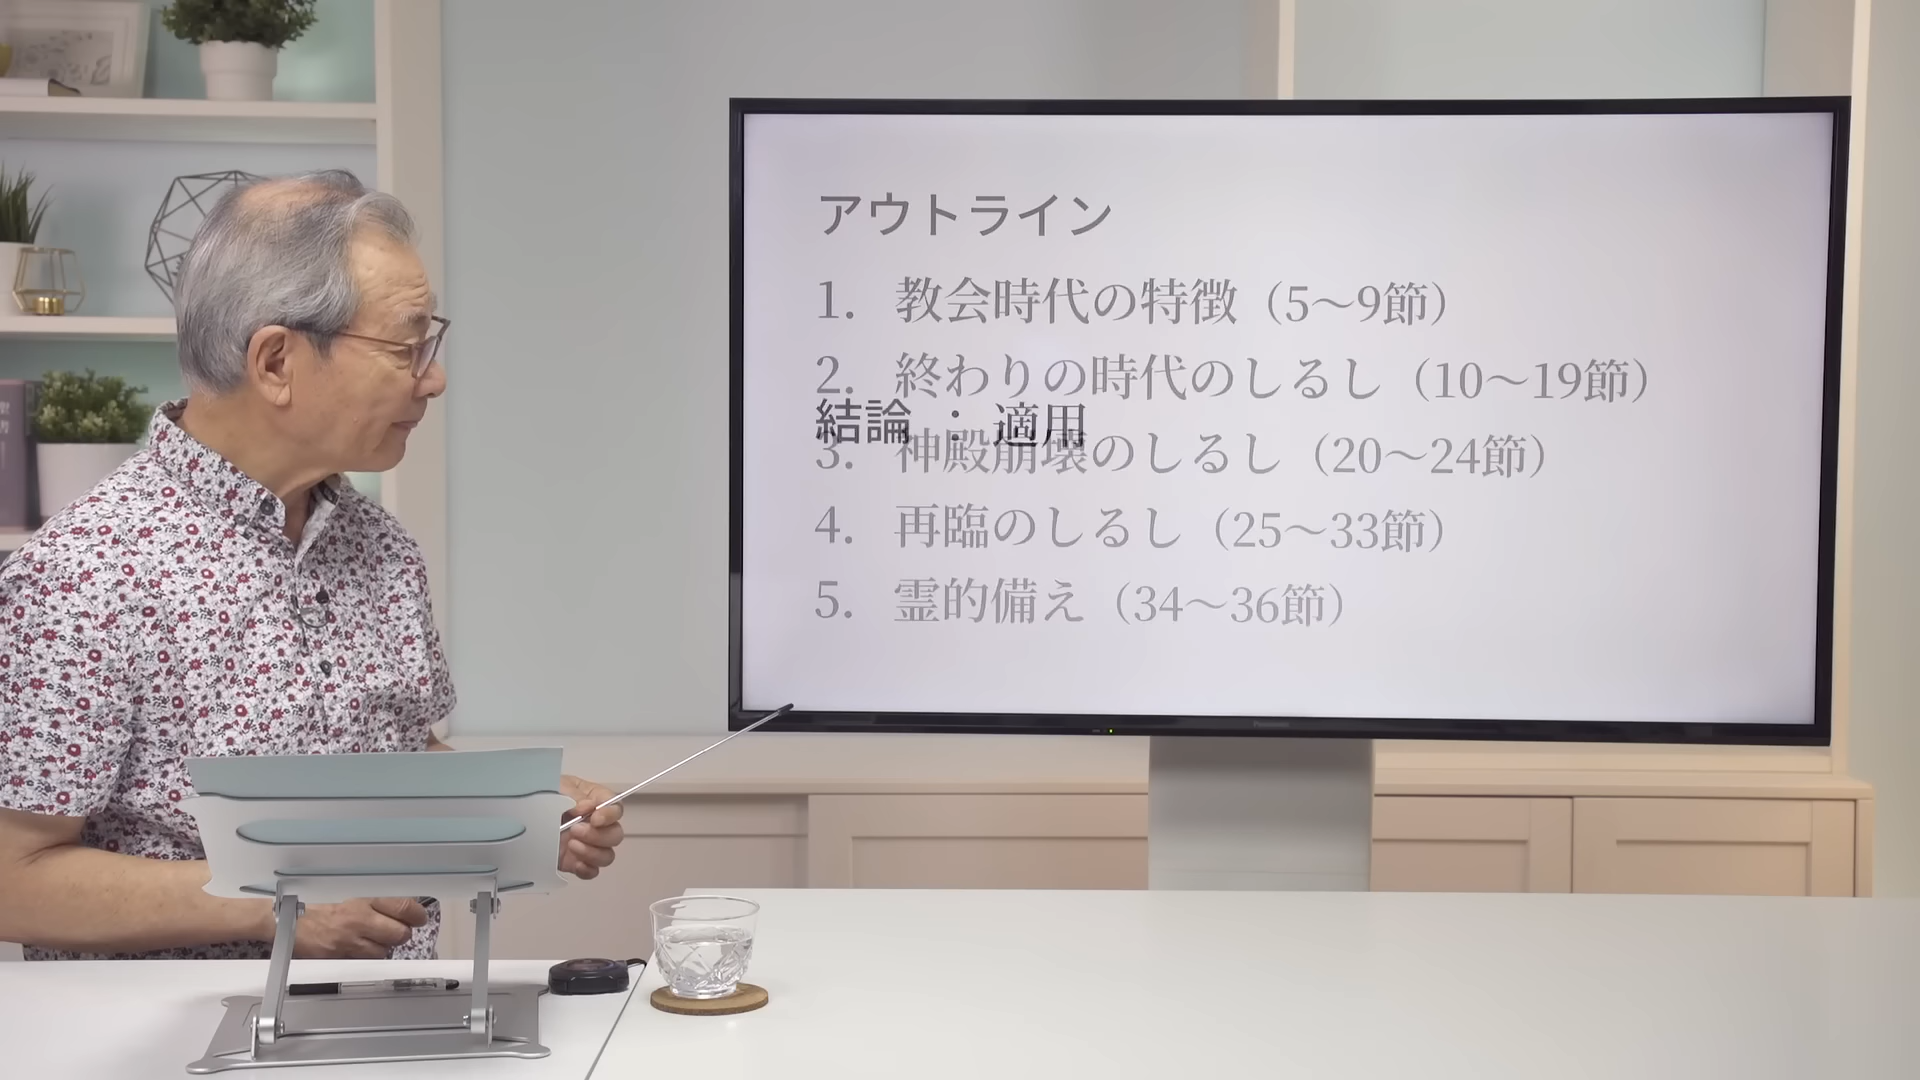 アウトライン
1. 教会時代の特徴（5〜9節）
2. 終わりの時代のしるし（10〜19節）
結論 ： 適用
3. 神殿崩壊のしるし（20〜24節）
4. 再臨のしるし（25〜33節）
5. 霊的備え（34〜36節）
Panasonic